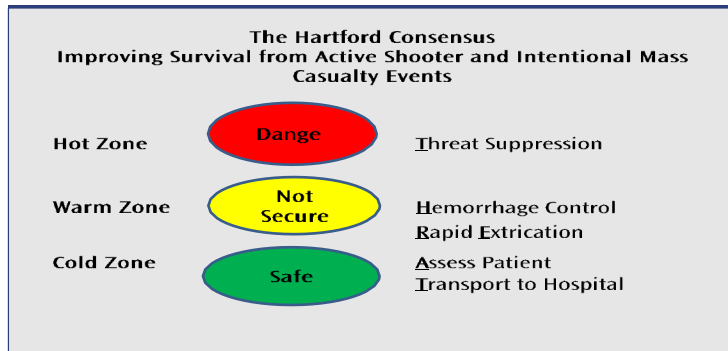 The Hartford Consensus
Improving Survival from Active Shooter and Intentional Mass
Casualty Events
Hot Zone
Dange
Threat Suppression
Warm Zone
Not
Secure
Hemorrhage Control
Rapid Extrication
Cold Zone
Safe
Assess Patient
Transport to Hospital